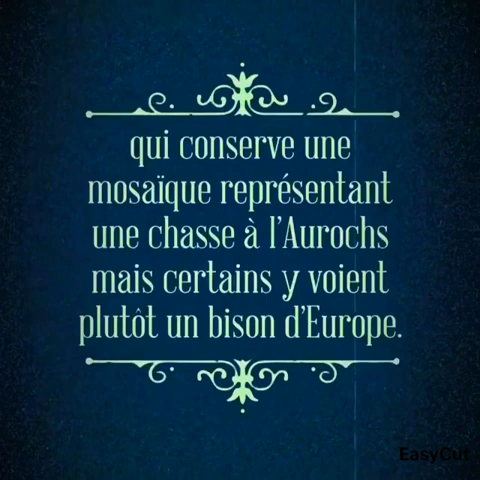 qui conserve une
mosaïque représentant
une chasse à l'Aurochs
mais certains y voient
plutôt un bison d'Europe.
EasyCut